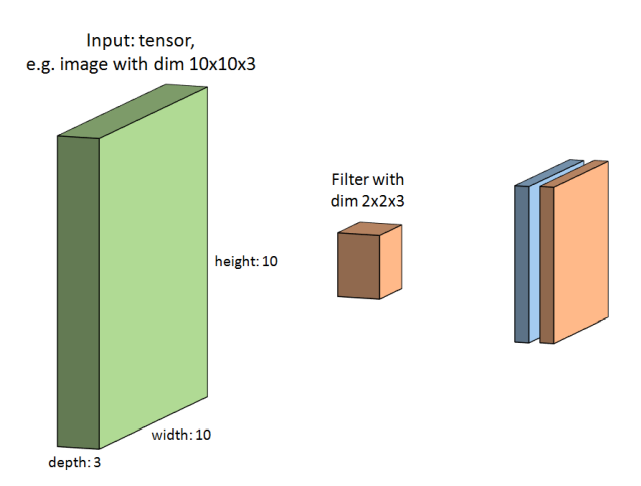 Input: tensor,
e.g. image with dim 10x10x3
Filter with
dim 2x2x3
height: 10
width: 10
depth: 3